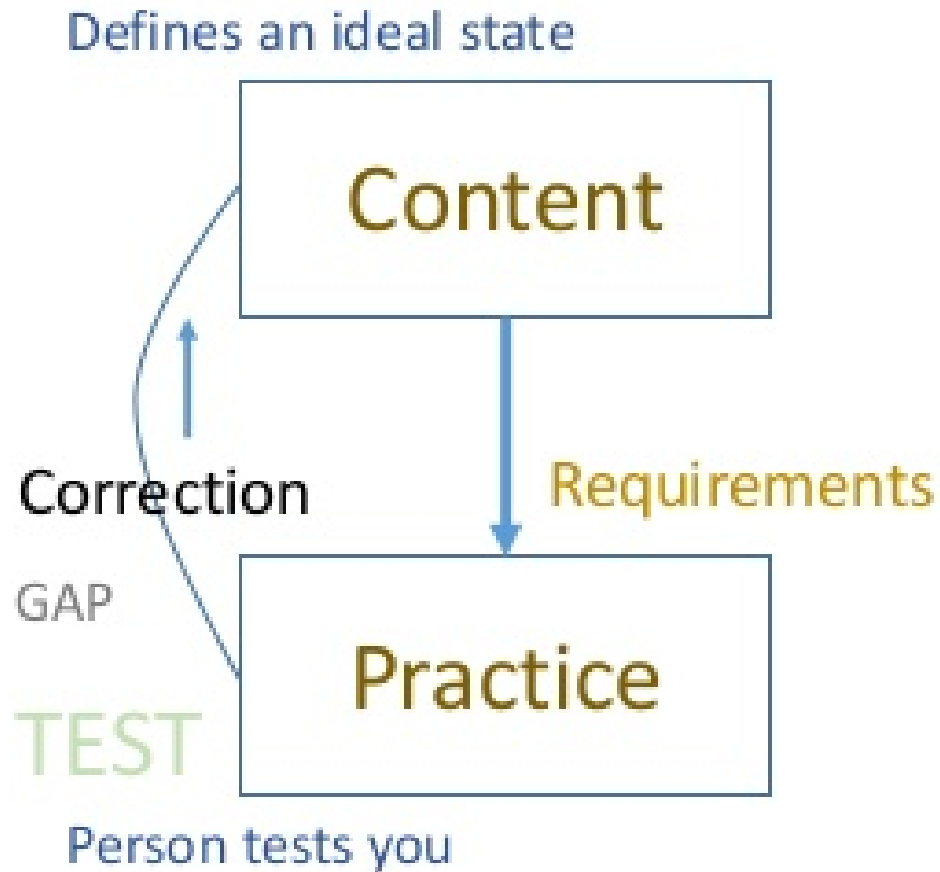 Defines an ideal state
Content
Correction
Requirements
GAP
Practice
TEST
Person tests you